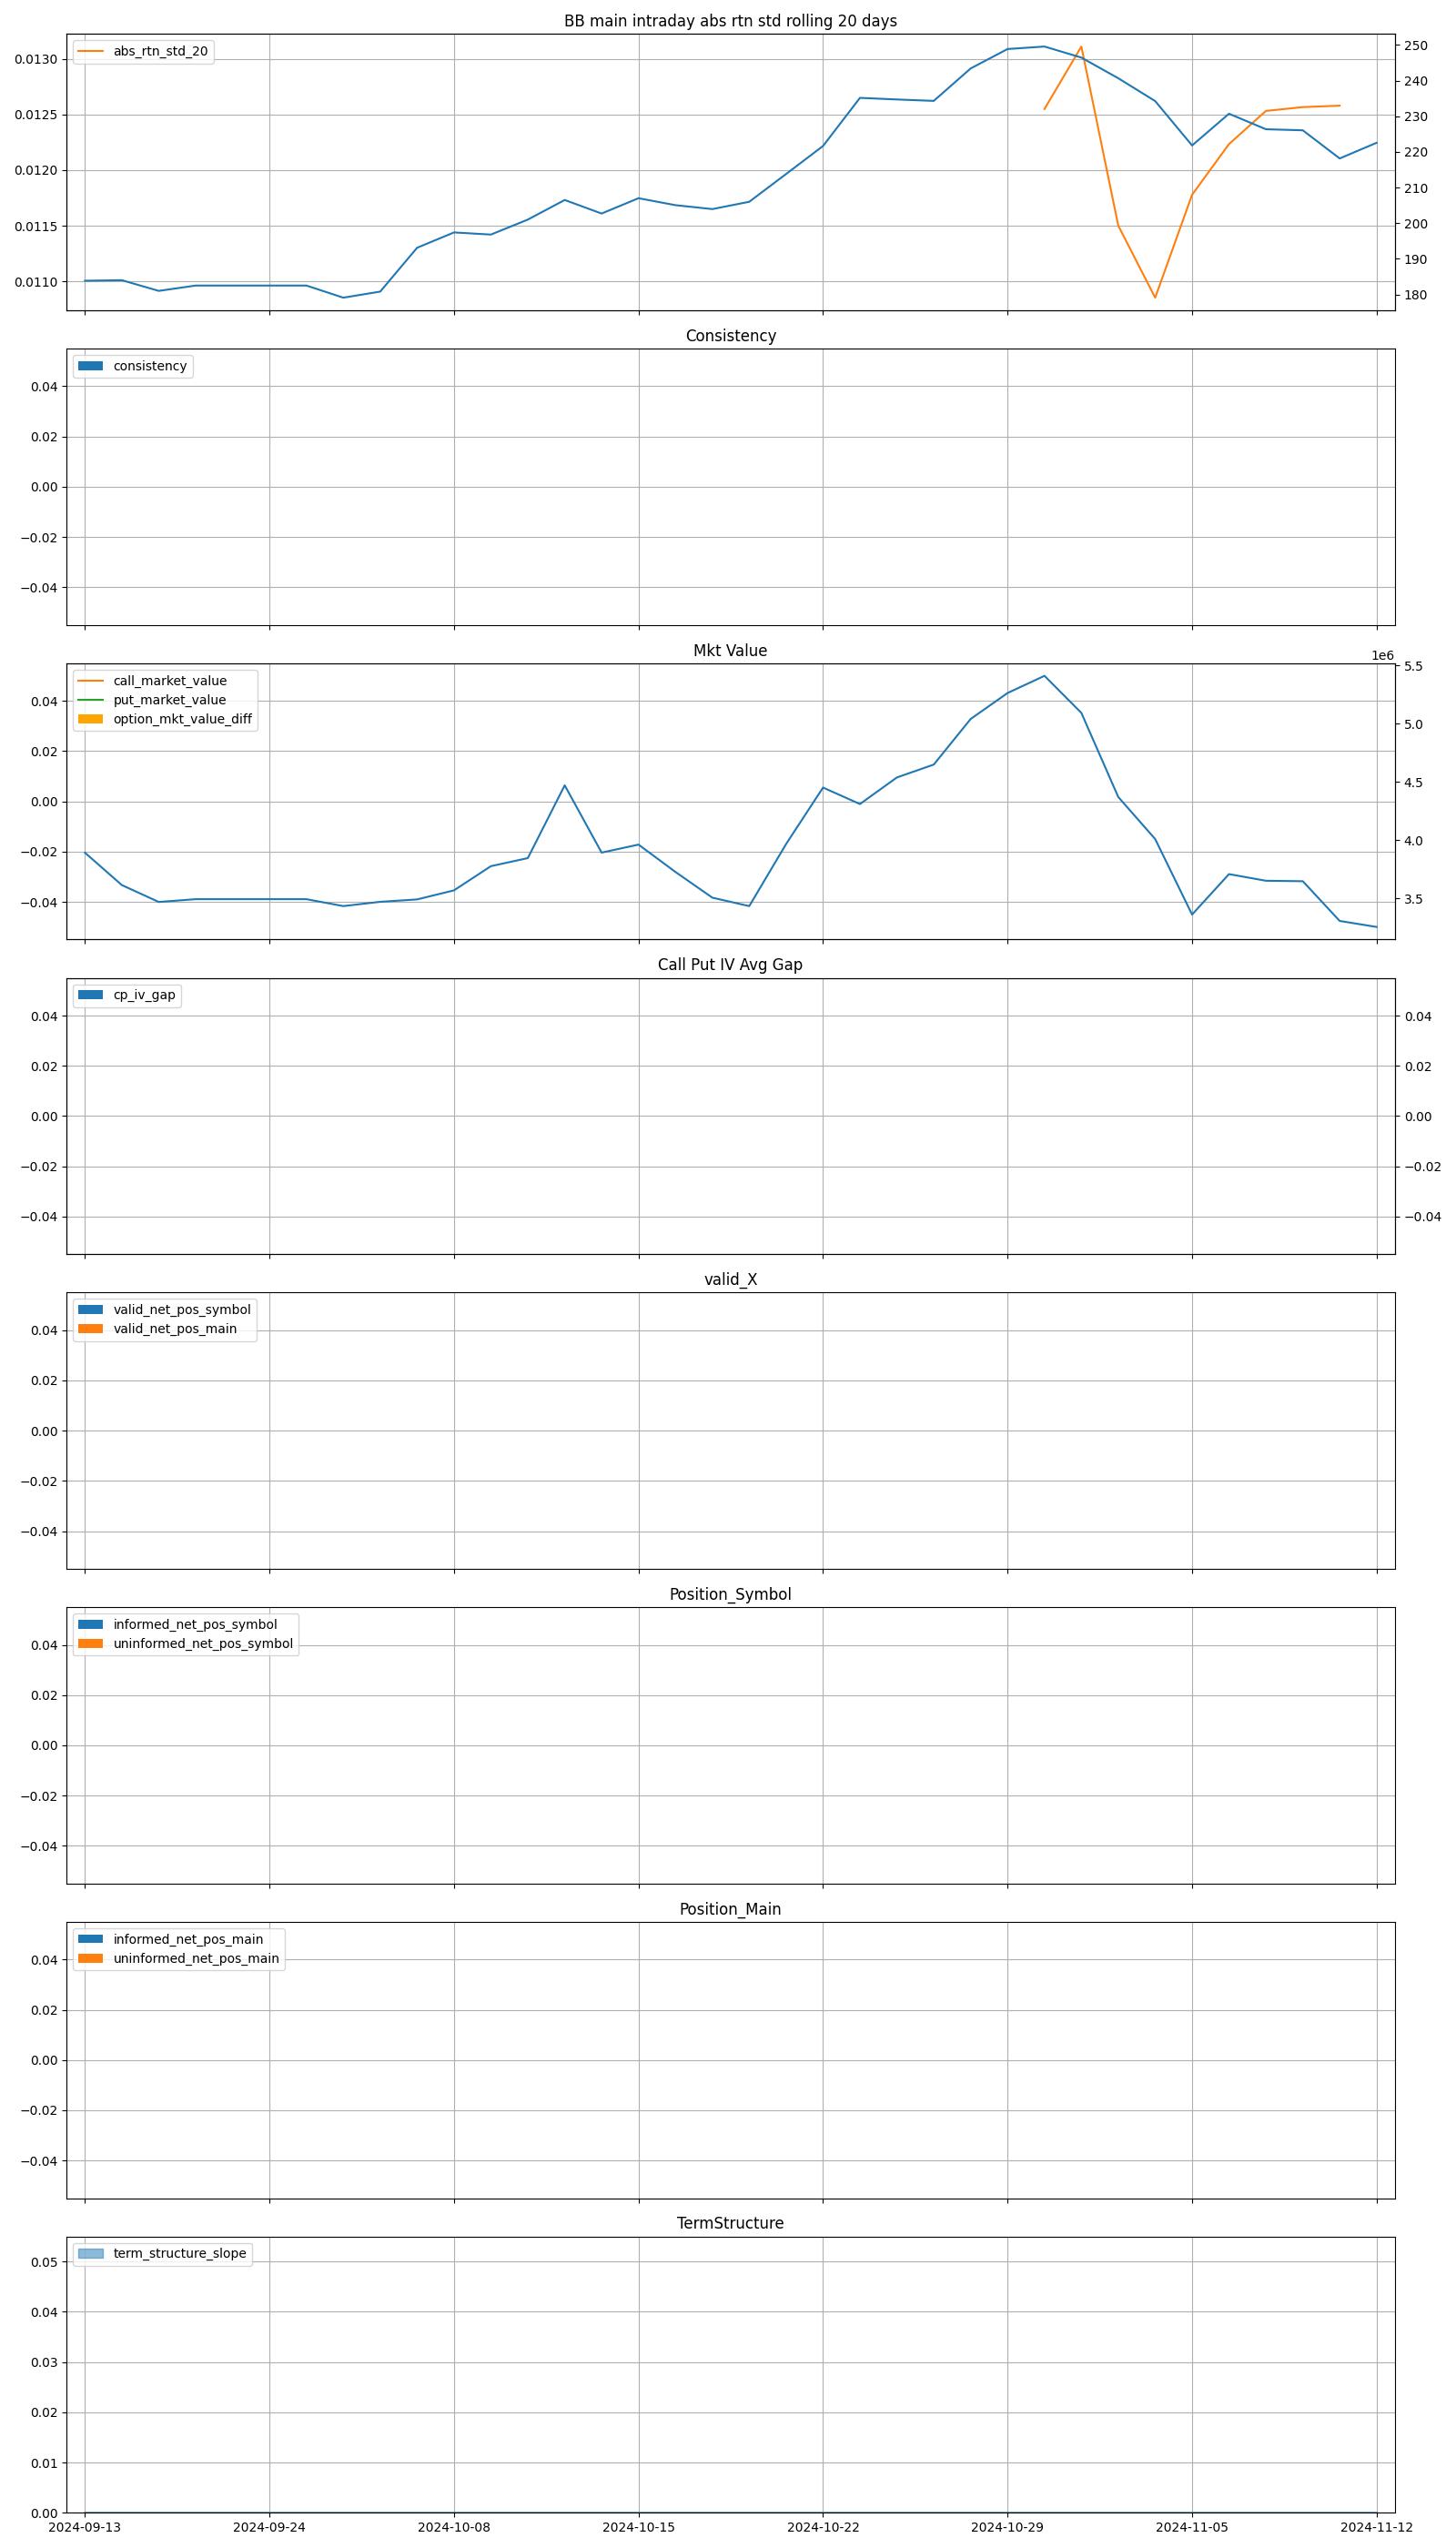 BB main intraday abs rtn std rolling 20 days
abs_rtn_std_20
0.0130
0.0125
0.0120
0.0115
0.0110
250
240
230
220
210
200
190
180
Consistency
consistency
0.04
0.02
0.00
−0.02
−0.04
Mkt Value
1e6
call_market_value
put_market_value
option_mkt_value_diff
0.04
0.02
0.00
−0.02
−0.04
5.5
5.0
4.5
4.0
3.5
Call Put IV Avg Gap
cp_iv_gap
0.04
0.02
0.00
−0.02
−0.04
0.04
0.02
0.00
−0.02
−0.04
valid_X
valid_net_pos_symbol
valid_net_pos_main
0.04
0.02
0.00
−0.02
−0.04
Position_Symbol
informed_net_pos_symbol
uninformed_net_pos_symbol
0.04
0.02
0.00
−0.02
−0.04
Position_Main
informed_net_pos_main
uninformed_net_pos_main
0.04
0.02
0.00
−0.02
−0.04
TermStructure
term_structure_slope
0.05
0.04
0.03
0.02
0.01
0.00
2024-09-13 2024-09-24 2024-10-08 2024-10-15 2024-10-22 2024-10-29 2024-11-05 2024-11-12